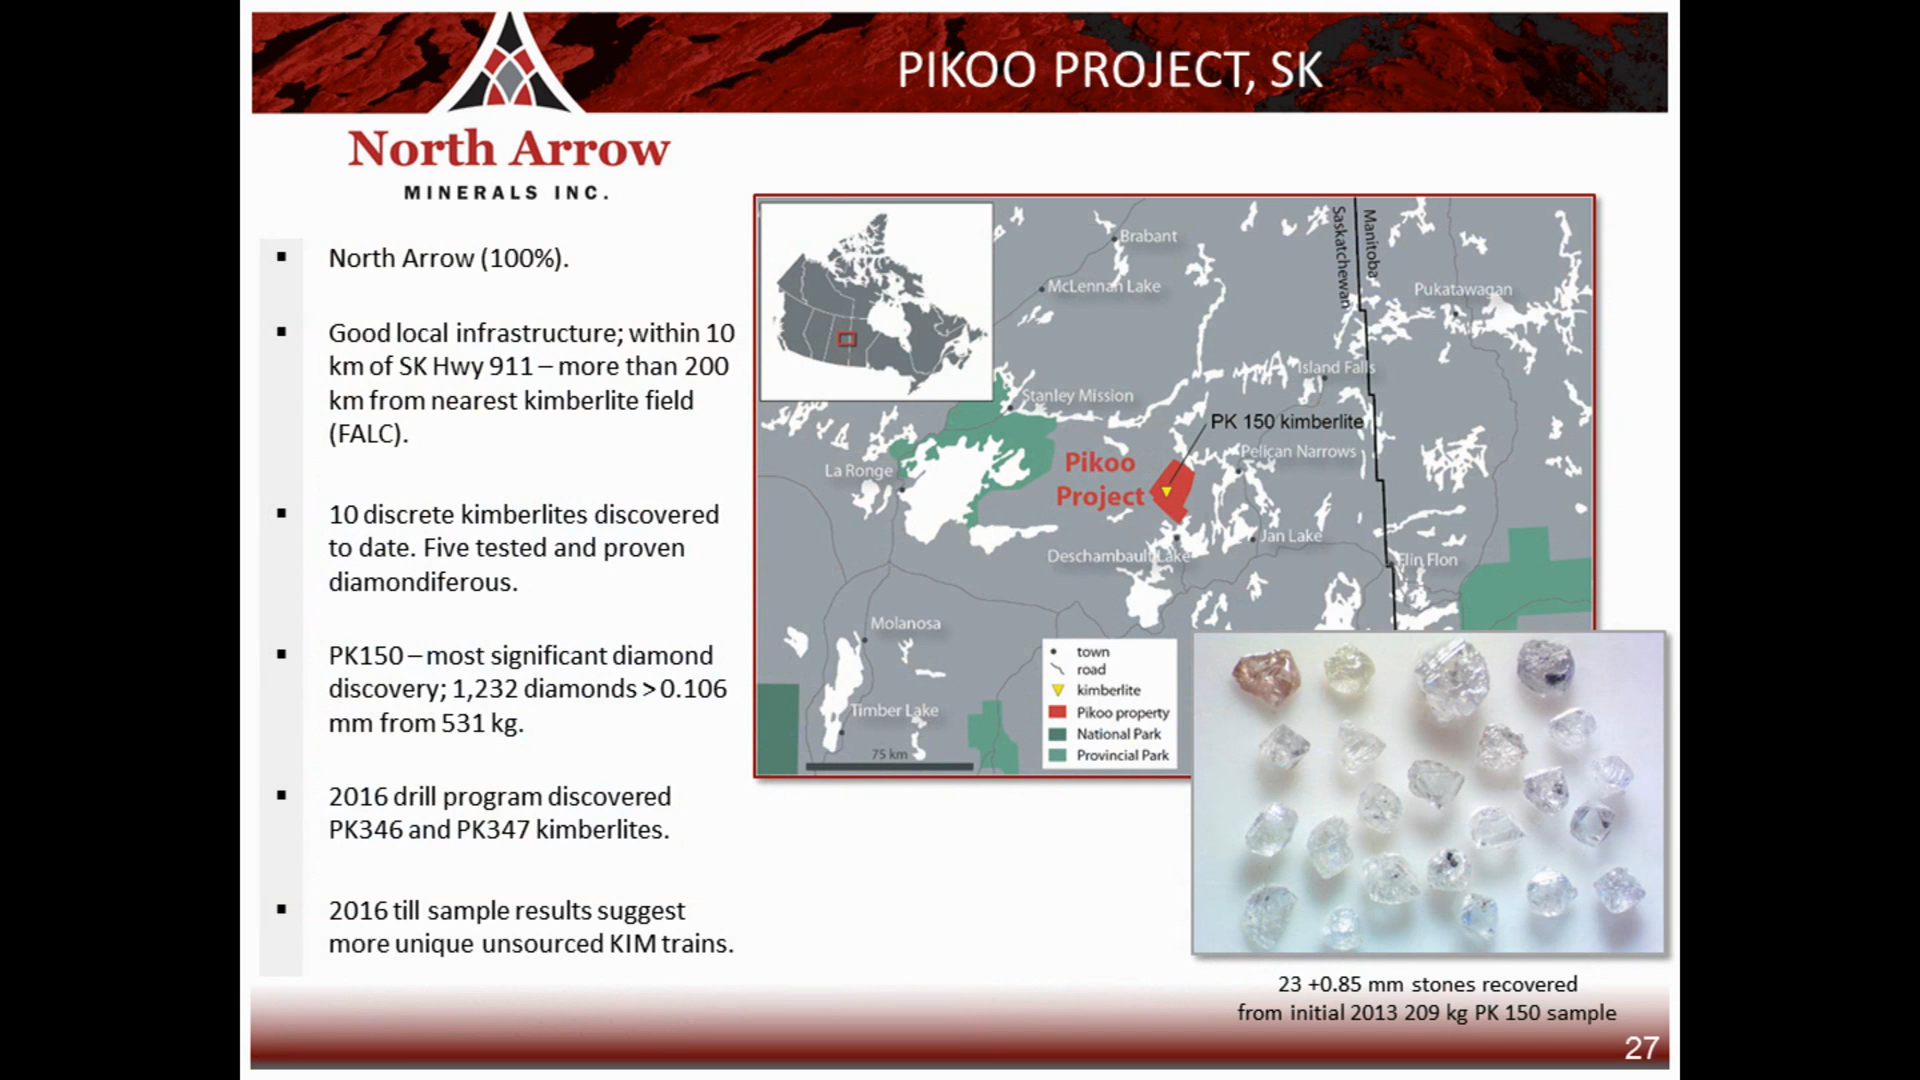 PIKOO PROJECT, SK
North Arrow
MINERALS INC.
▪ North Arrow (100%).
▪ Good local infrastructure; within 10
km of SK Hwy 911 – more than 200
km from nearest kimberlite field
(FALC).
▪ 10 discrete kimberlites discovered
to date. Five tested and proven
diamondiferous.
▪ PK150 – most significant diamond
discovery; 1,232 diamonds > 0.106
mm from 531 kg.
▪ 2016 drill program discovered
PK346 and PK347 kimberlites.
▪ 2016 till sample results suggest
more unique unsourced KIM trains.
Brabant
McLennan Lake
Saskatchewan
Manitoba
Pukatawagan
Island Falls
Stanley Mission
PK 150 kimberlite
Pelican Narrows
La Ronge
Pikoo
Project
Jan Lake
Deschambault Lake
Flin Flon
Molanosa
Timber Lake
75 km
town
road
kimberlite
Pikoo property
National Park
Provincial Park
23 +0.85 mm stones recovered
from initial 2013 209 kg PK 150 sample
27